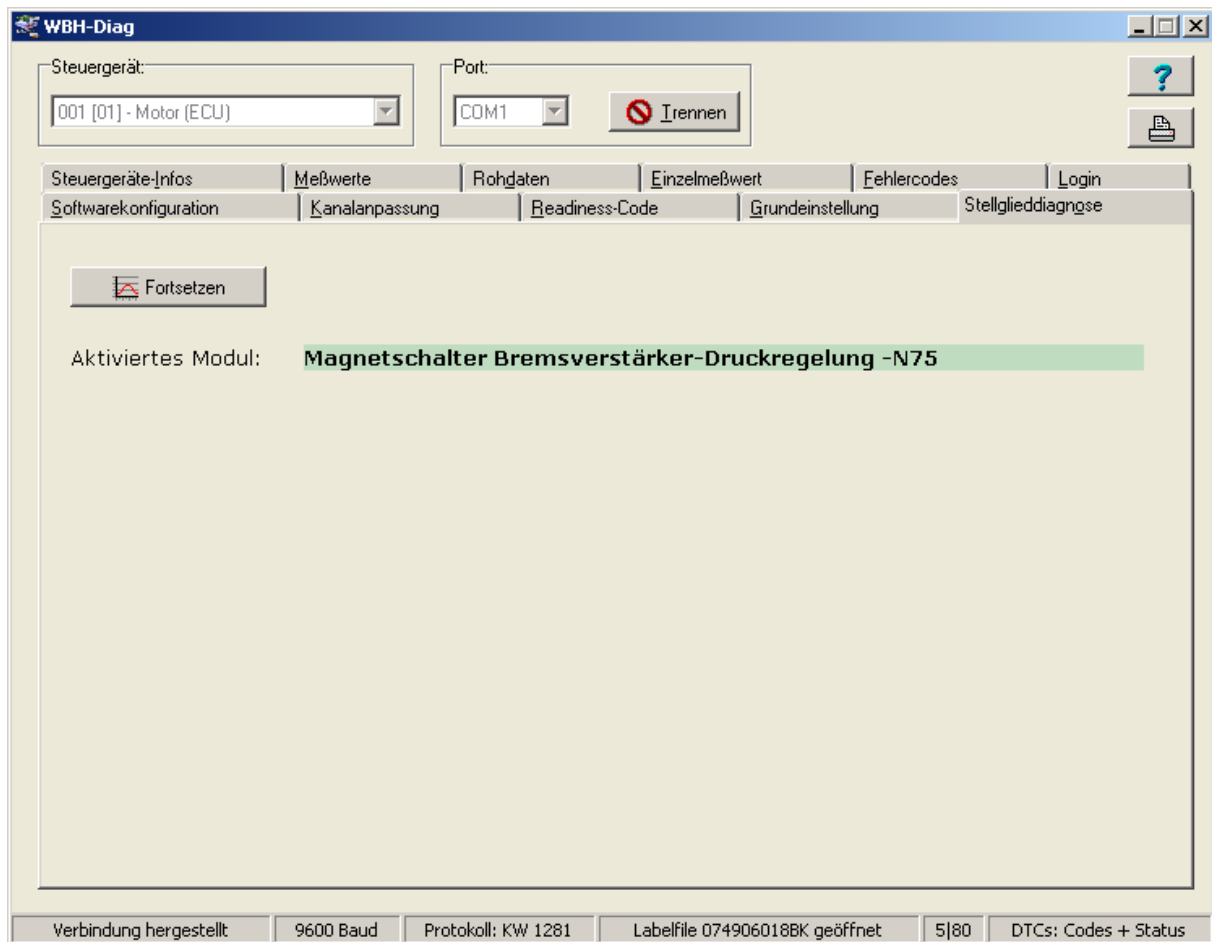 WBH-Diag
Steuergerät:
001 [01] - Motor (ECU)
Port:
COM1
Trennen
?
Steuergeräte-Infos
Meßwerte
Rohdaten
Einzelmeßwert
Fehlercodes
Login
Softwarekonfiguration
Kanalanpassung
Readiness-Code
Grundeinstellung
Stellglieddiagnose
Fortsetzen
Aktiviertes Modul: Magnetschalter Bremsverstärker-Druckregelung -N75
Verbindung hergestellt
9600 Baud
Protokoll: KW 1281
Labelfile 074906018BK geöffnet
5|80
DTCs: Codes + Status